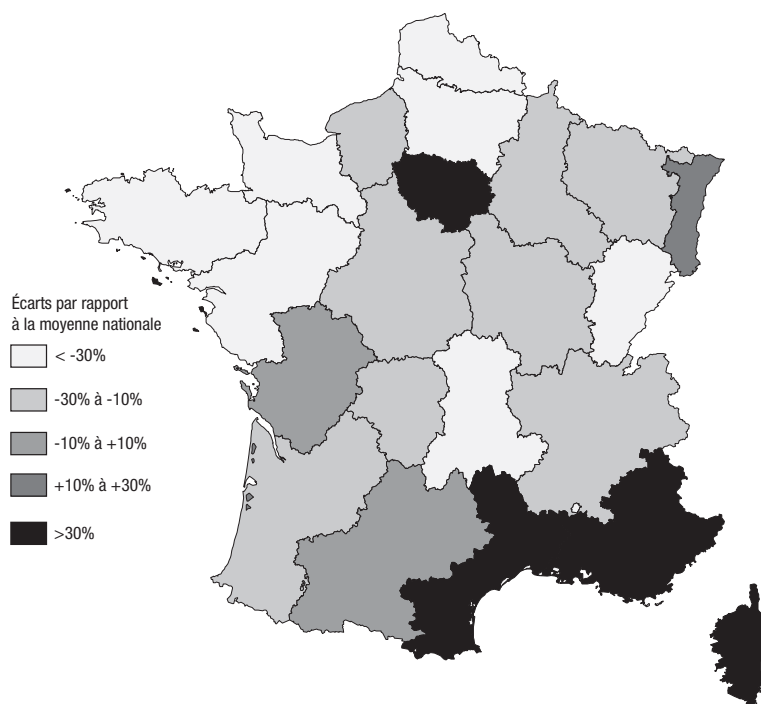 Écarts par rapport
à la moyenne nationale
< -30%
-30% à -10%
-10% à +10%
+10% à +30%
>30%